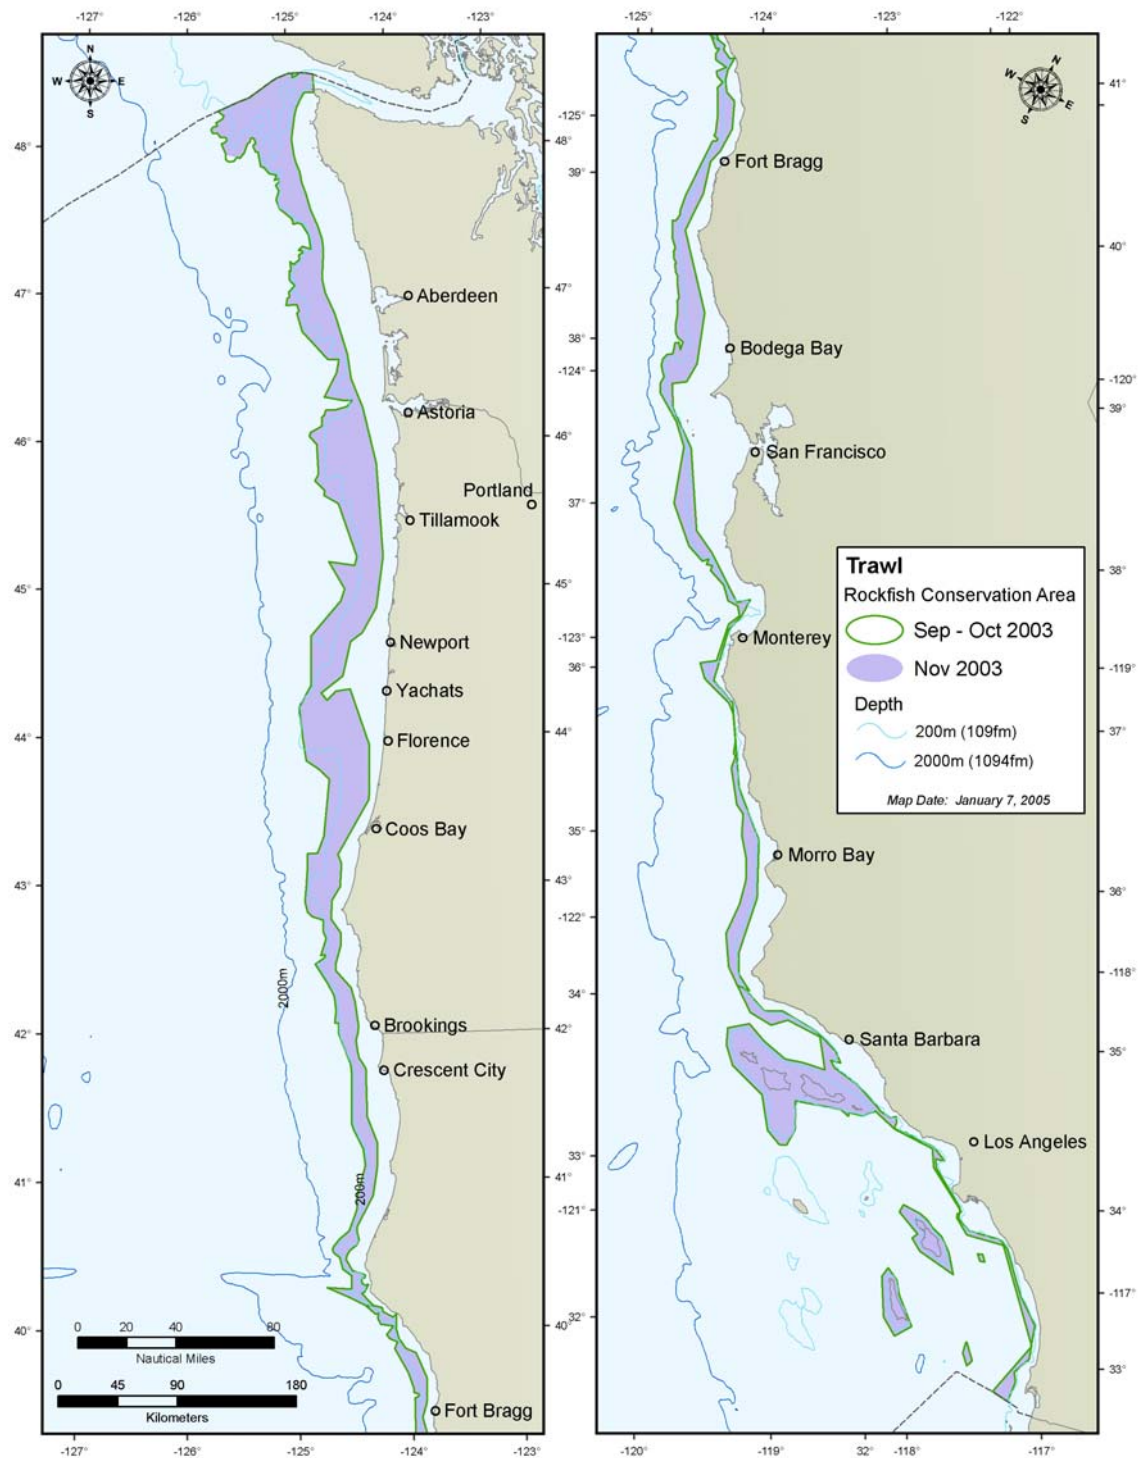 -127° -126° -125° -124° -123°
N
W E
S
48°
47°
46°
45°
44°
43°
42°
41°
40°
48°
47°
46°
45°
44°
43°
42°
41°
40°
Aberdeen
Astoria
Portland
Tillamook
Newport
Yachats
Florence
Coos Bay
2000m
Brookings
Crescent City
200m
0 20 40 80
Nautical Miles
0 45 90 180
Kilometers
Fort Bragg
-127° -126° -125° -124° -123°
-125° -124° -123° -122°
N
W E
S
-125°
39°
38°
-124°
37°
-123°
36°
35°
-122°
34°
33°
-121°
32°
41°
40°
-120°
39°
38°
-119°
37°
36°
-118°
35°
34°
-117°
33°
Fort Bragg
Bodega Bay
San Francisco
Trawl
Rockfish Conservation Area
Sep - Oct 2003
Nov 2003
Depth
200m (109fm)
2000m (1094fm)
Map Date: January 7, 2005
Monterey
Morro Bay
Santa Barbara
Los Angeles
-120° -119° 32° -118° -117°